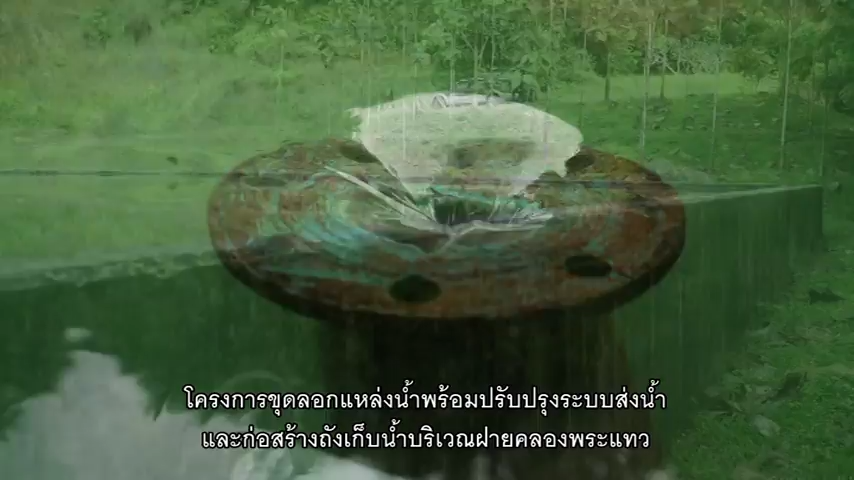 โครงการขุดลอกแหล่งน้ำพร้อมปรับปรุงระบบส่งน้ำ
และก่อสร้างถังเก็บน้ำบริเวณฝายคลองพระแทว